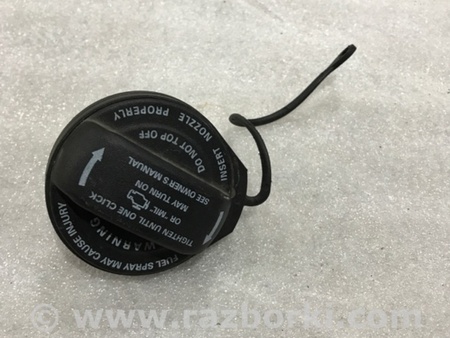 WARNING
FUEL SPRAY MAY CAUSE INJURY
INSERT NOZZLE PROPERLY
DO NOT TOP OFF
TIGHTEN UNTIL ONE CLICK
OR "MIL"
MAY TURN ON
SEE OWNER'S MANUAL
© www.razborki.com